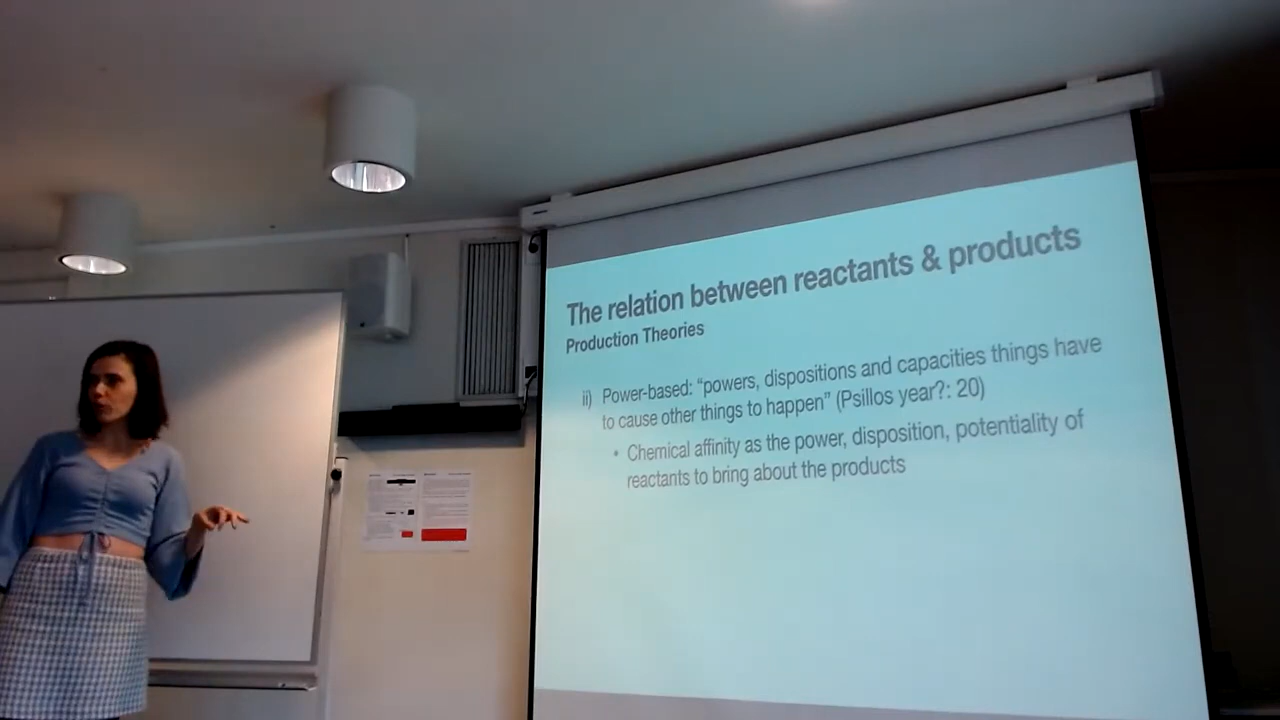 The relation between reactants & products
Production Theories
ii) Power-based: “powers, dispositions and capacities things have
to cause other things to happen” (Psillos year?: 20)
• Chemical affinity as the power, disposition, potentiality of
reactants to bring about the products